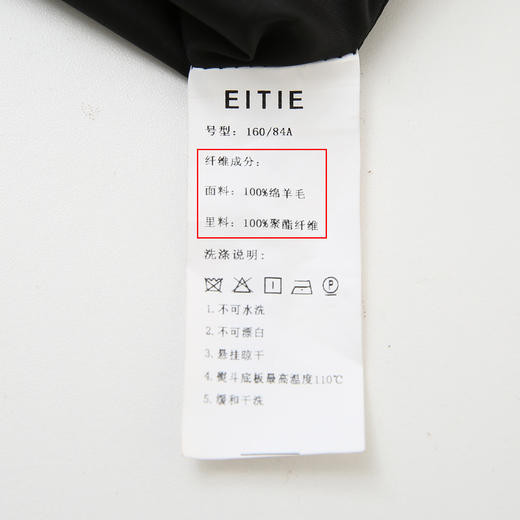 EITIE
号型: 160/84A
纤维成分:
面料: 100%绵羊毛
里料: 100%聚酯纤维
洗涤说明:
P
1.不可水洗
2.不可漂白
3.悬挂晾干
4.熨斗底板最高温度110℃
5.缓和干洗